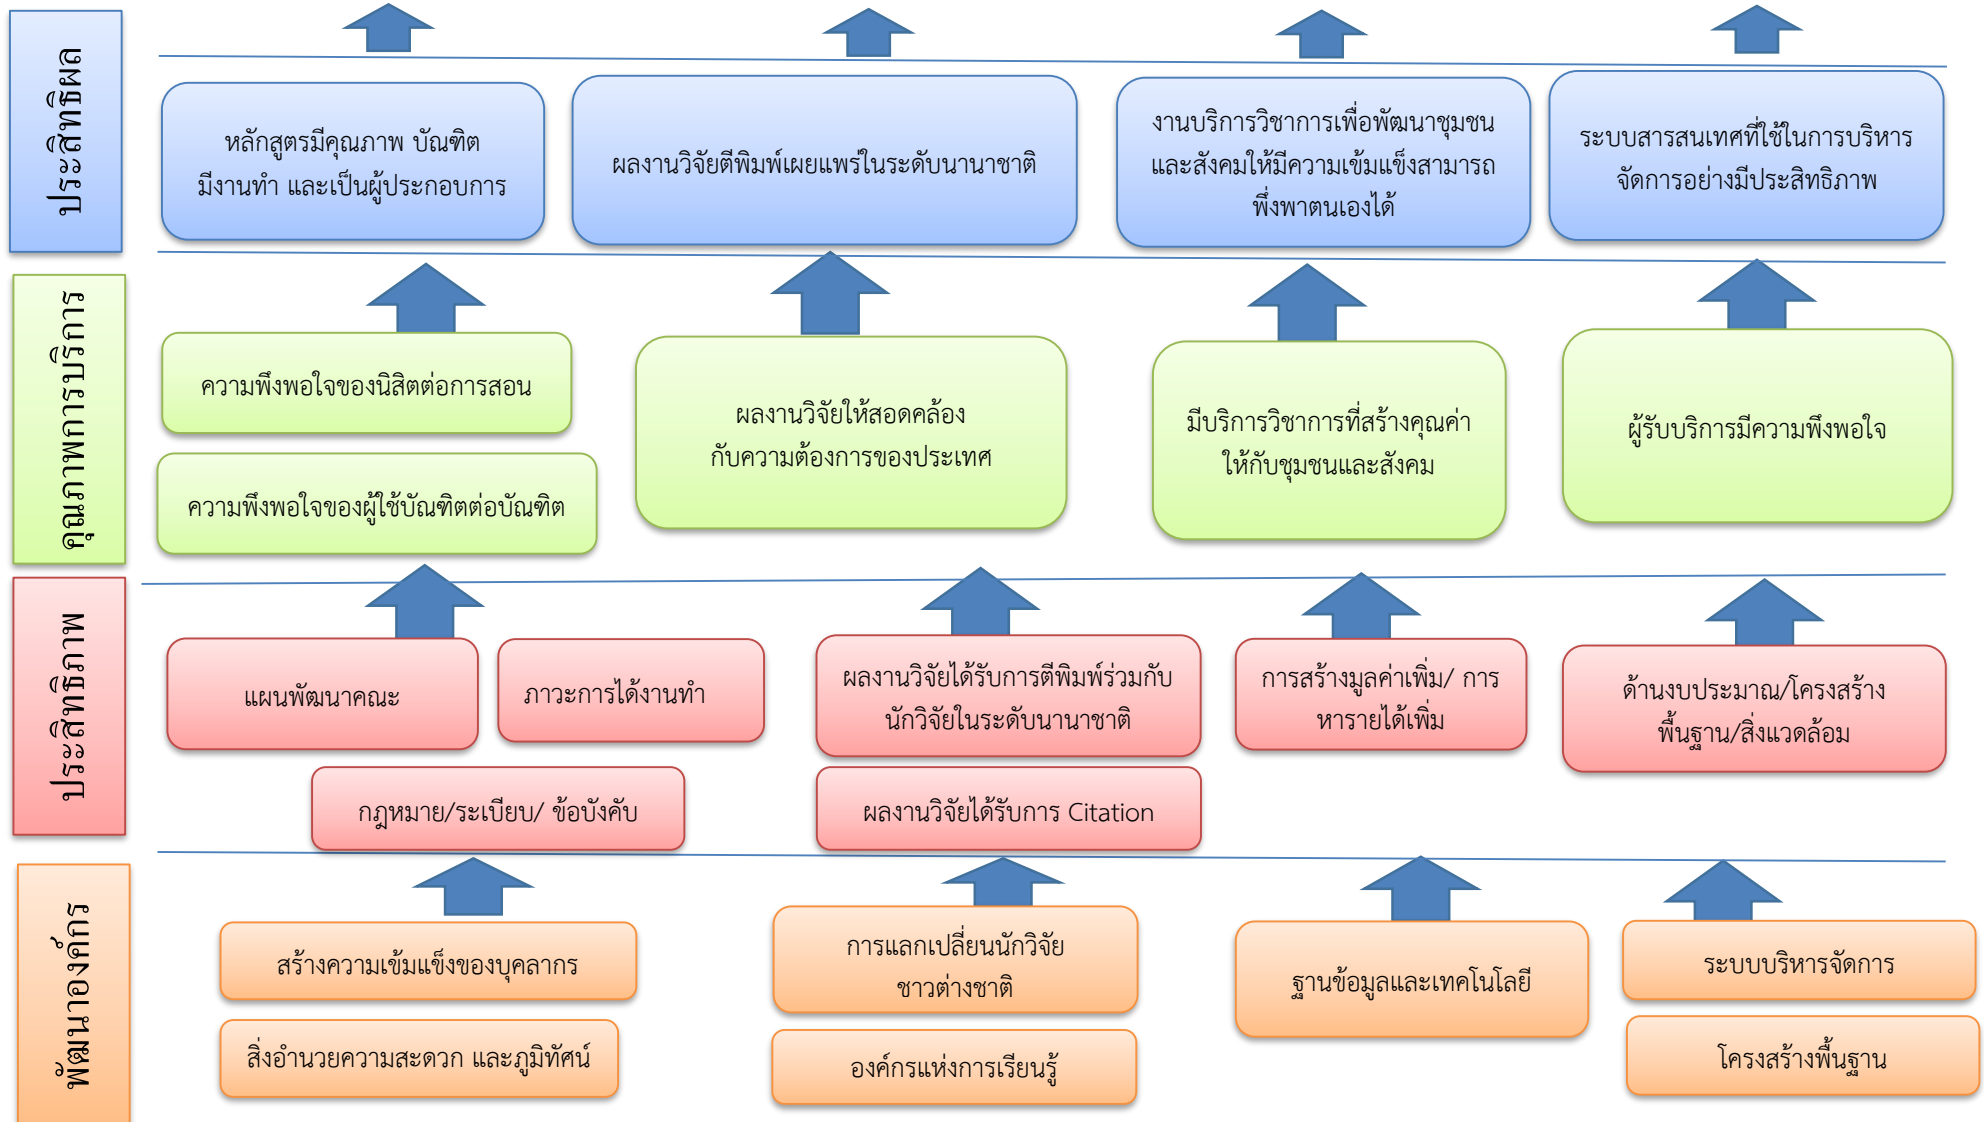 ประสิทธิผล
หลักสูตรมีคุณภาพ บัณฑิต
มีงานทำ และเป็นผู้ประกอบการ
ผลงานวิจัยตีพิมพ์เผยแพร่ในระดับนานาชาติ
งานบริการวิชาการเพื่อพัฒนาชุมชน
และสังคมให้มีความเข้มแข็งสามารถ
พึ่งพาตนเองได้
ระบบสารสนเทศที่ใช้ในการบริหาร
จัดการอย่างมีประสิทธิภาพ
คุณภาพการบริการ
ความพึงพอใจของนิสิตต่อการสอน
ความพึงพอใจของผู้ใช้บัณฑิตต่อบัณฑิต
ผลงานวิจัยให้สอดคล้อง
กับความต้องการของประเทศ
มีบริการวิชาการที่สร้างคุณค่า
ให้กับชุมชนและสังคม
ผู้รับบริการมีความพึงพอใจ
ประสิทธิภาพ
แผนพัฒนาคณะ
ภาวะการได้งานทำ
กฎหมาย/ระเบียบ/ ข้อบังคับ
ผลงานวิจัยได้รับการตีพิมพ์ร่วมกับ
นักวิจัยในระดับนานาชาติ
ผลงานวิจัยได้รับการ Citation
การสร้างมูลค่าเพิ่ม/ การ
หารายได้เพิ่ม
ด้านงบประมาณ/โครงสร้าง
พื้นฐาน/สิ่งแวดล้อม
พัฒนาองค์กร
สร้างความเข้มแข็งของบุคลากร
สิ่งอำนวยความสะดวก และภูมิทัศน์
การแลกเปลี่ยนนักวิจัย
ชาวต่างชาติ
องค์กรแห่งการเรียนรู้
ฐานข้อมูลและเทคโนโลยี
ระบบบริหารจัดการ
โครงสร้างพื้นฐาน